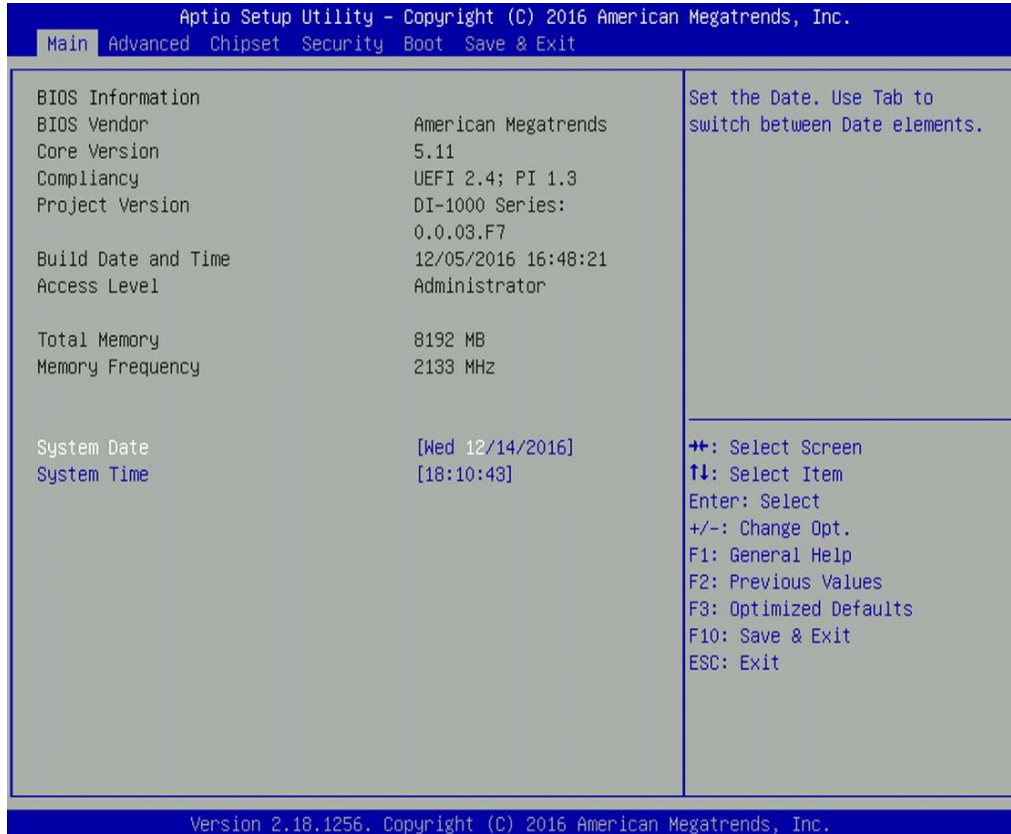 Aptio Setup Utility – Copyright (C) 2016 American Megatrends, Inc.
Main Advanced Chipset Security Boot Save & Exit
BIOS Information
BIOS Vendor American Megatrends
Core Version 5.11
Compliancy UEFI 2.4; PI 1.3
Project Version DI-1000 Series:
0.0.03.F7
Build Date and Time 12/05/2016 16:48:21
Access Level Administrator
Total Memory 8192 MB
Memory Frequency 2133 MHz
System Date [Wed 12/14/2016]
System Time [18:10:43]
Set the Date. Use Tab to
switch between Date elements.
→←: Select Screen
↑↓: Select Item
Enter: Select
+/-: Change Opt.
F1: General Help
F2: Previous Values
F3: Optimized Defaults
F10: Save & Exit
ESC: Exit
Version 2.18.1256. Copyright (C) 2016 American Megatrends, Inc.